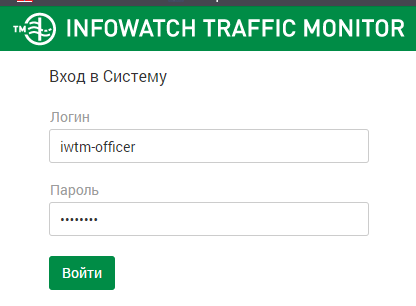 TM INFOWATCH TRAFFIC MONITOR
Вход в Систему
Логин
iwtm-officer
Пароль
••••••••
Войти